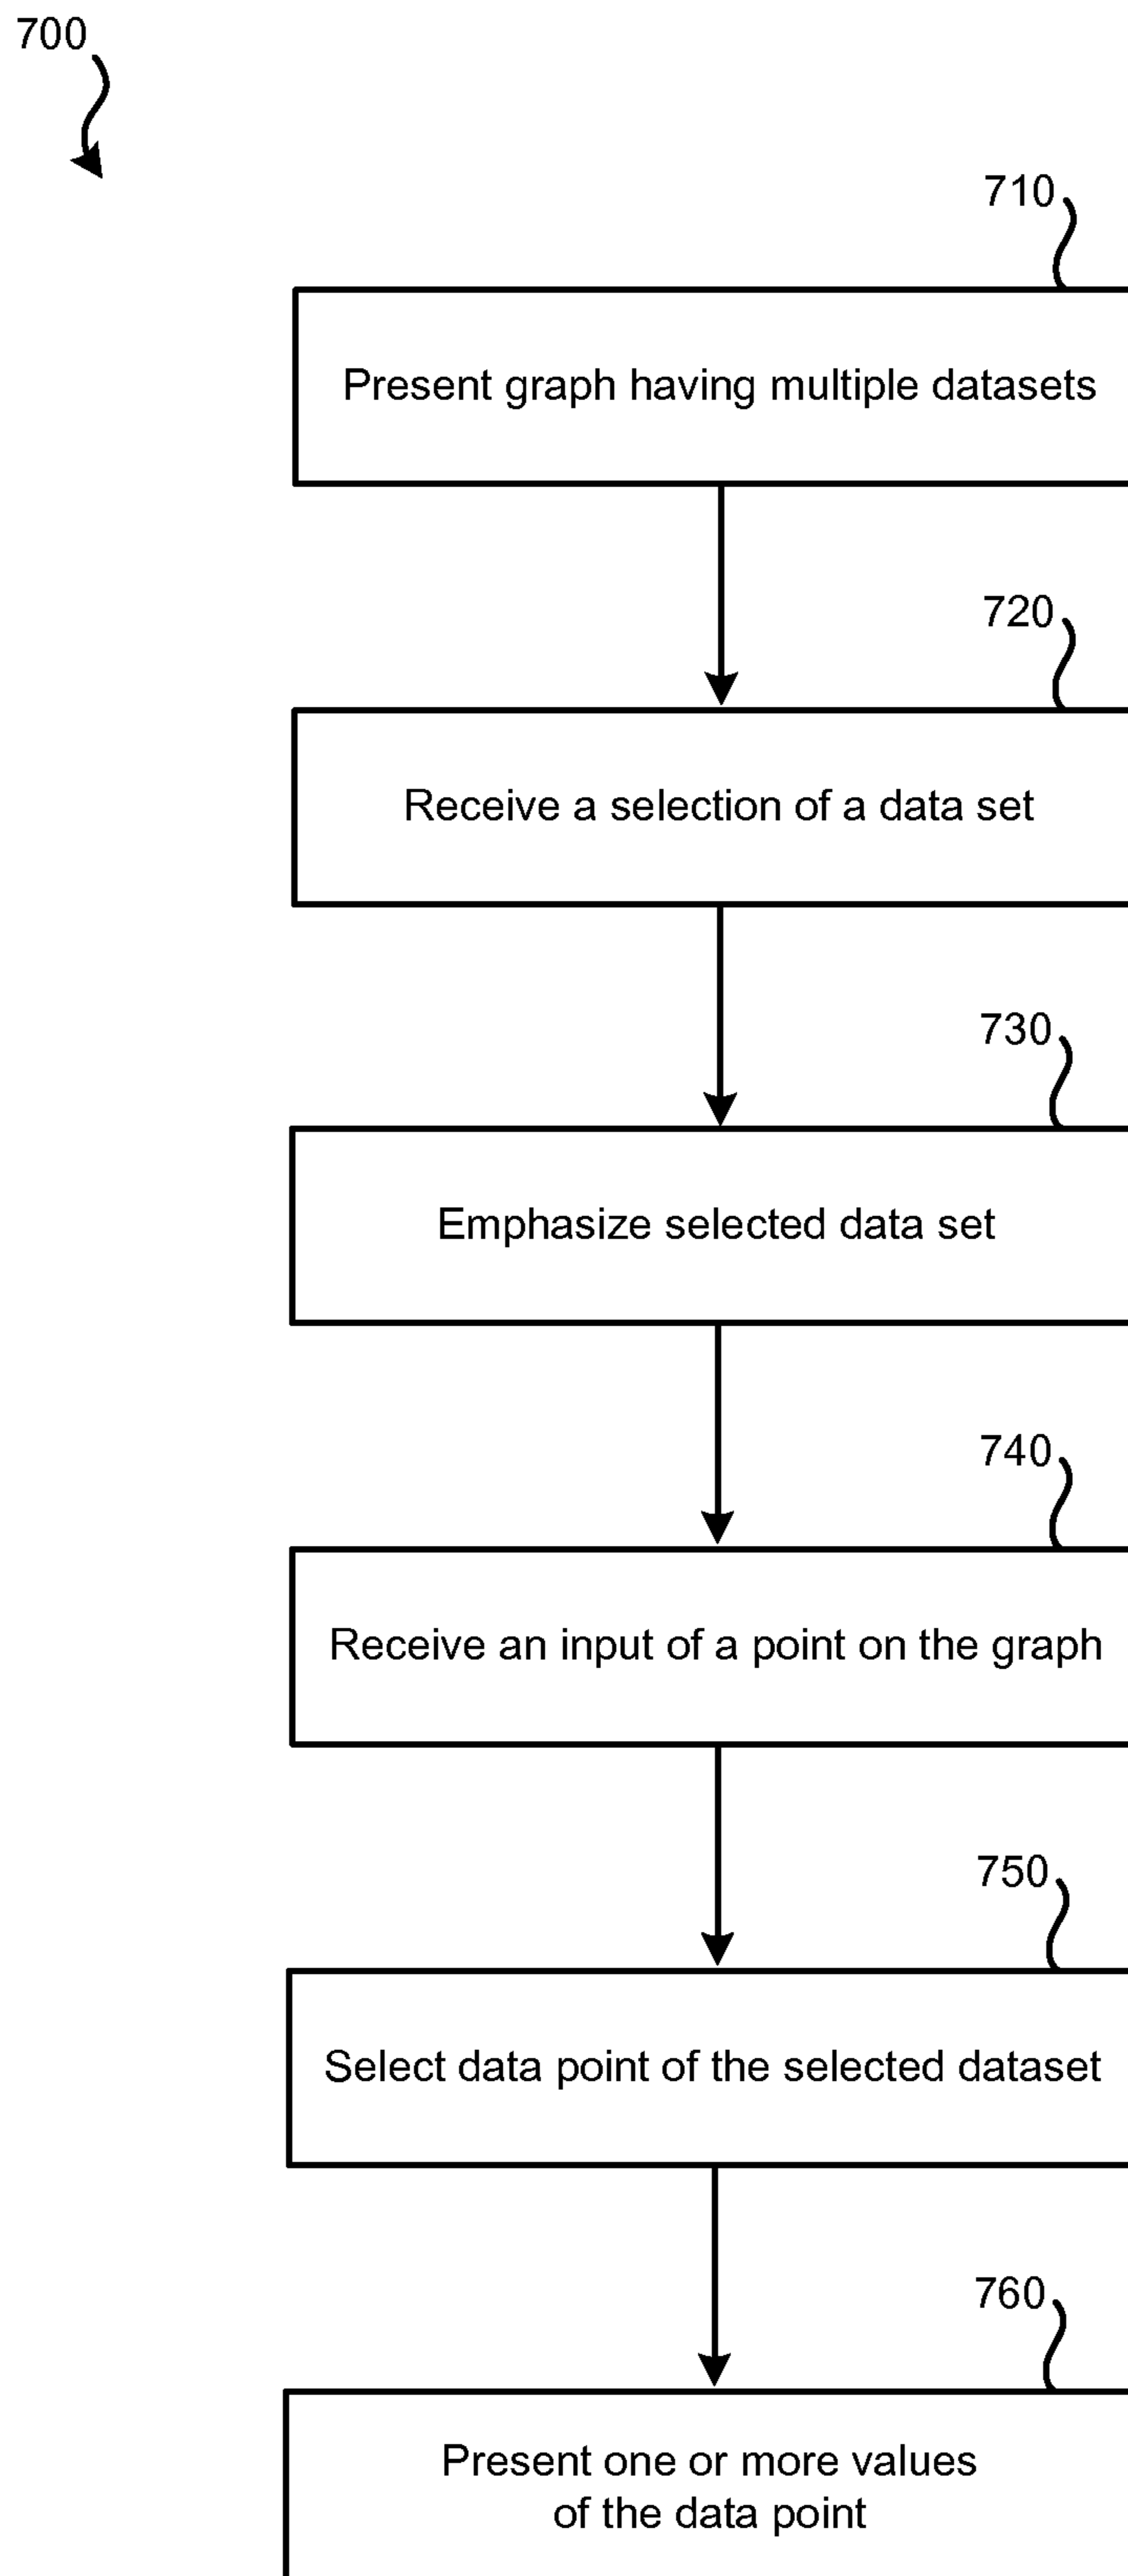 700
710
Present graph having multiple datasets
720
Receive a selection of a data set
730
Emphasize selected data set
740
Receive an input of a point on the graph
750
Select data point of the selected dataset
760
Present one or more values
of the data point